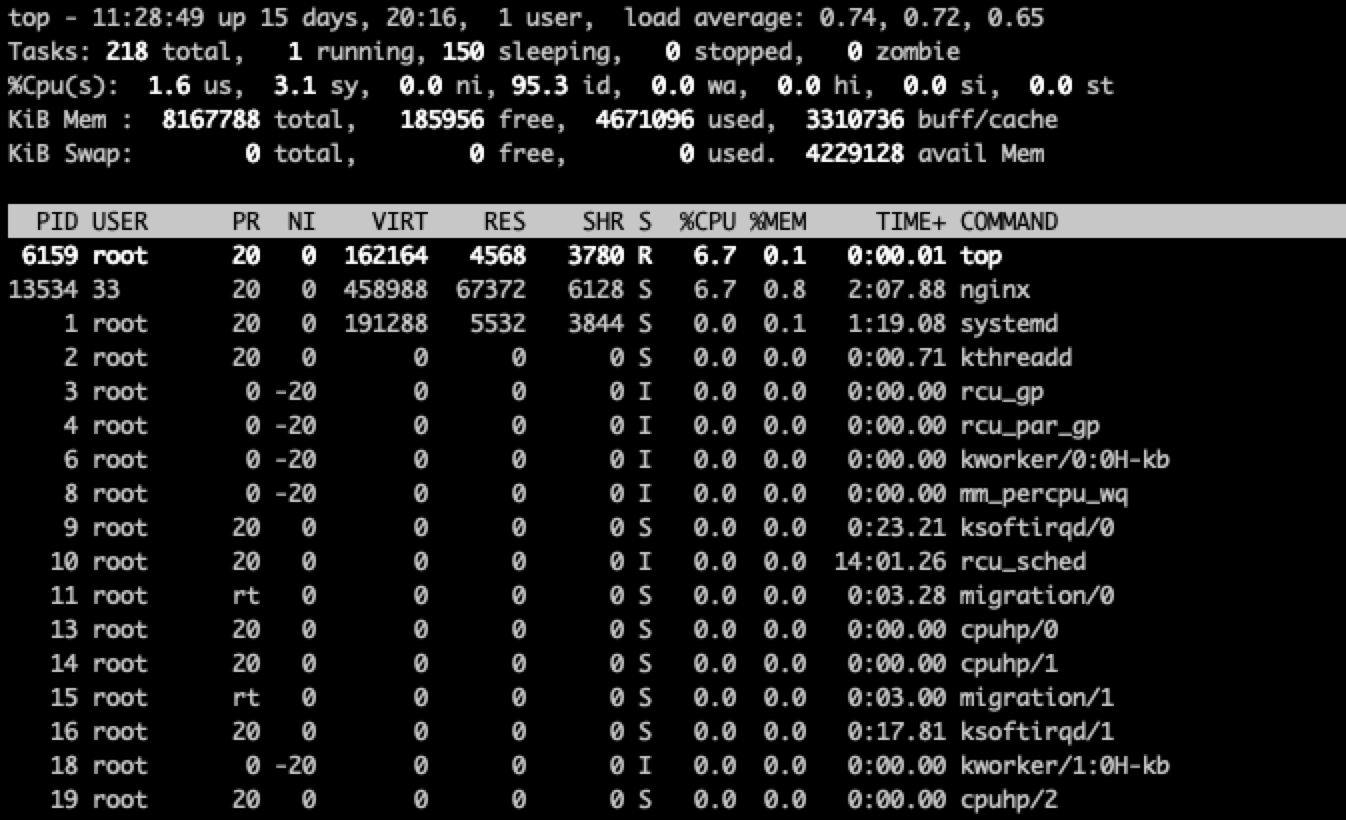 top - 11:28:49 up 15 days, 20:16,  1 user,  load average: 0.74, 0.72, 0.65
Tasks: 218 total,   1 running, 150 sleeping,   0 stopped,   0 zombie
%Cpu(s):  1.6 us,  3.1 sy,  0.0 ni, 95.3 id,  0.0 wa,  0.0 hi,  0.0 si,  0.0 st
KiB Mem :  8167788 total,   185956 free,  4671096 used,  3310736 buff/cache
KiB Swap:        0 total,        0 free,        0 used.  4229128 avail Mem
  PID USER      PR  NI    VIRT    RES    SHR S  %CPU %MEM     TIME+ COMMAND
 6159 root      20   0  162164   4568   3780 R   6.7  0.1   0:00.01 top
13534 33        20   0  458988  67372   6128 S   6.7  0.8   2:07.88 nginx
    1 root      20   0  191288   5532   3844 S   0.0  0.1   1:19.08 systemd
    2 root      20   0       0      0      0 S   0.0  0.0   0:00.71 kthreadd
    3 root       0 -20       0      0      0 I   0.0  0.0   0:00.00 rcu_gp
    4 root       0 -20       0      0      0 I   0.0  0.0   0:00.00 rcu_par_gp
    6 root       0 -20       0      0      0 I   0.0  0.0   0:00.00 kworker/0:0H-kb
    8 root       0 -20       0      0      0 I   0.0  0.0   0:00.00 mm_percpu_wq
    9 root      20   0       0      0      0 S   0.0  0.0   0:23.21 ksoftirqd/0
   10 root      20   0       0      0      0 I   0.0  0.0  14:01.26 rcu_sched
   11 root      rt   0       0      0      0 S   0.0  0.0   0:03.28 migration/0
   13 root      20   0       0      0      0 S   0.0  0.0   0:00.00 cpuhp/0
   14 root      20   0       0      0      0 S   0.0  0.0   0:00.00 cpuhp/1
   15 root      rt   0       0      0      0 S   0.0  0.0   0:03.00 migration/1
   16 root      20   0       0      0      0 S   0.0  0.0   0:17.81 ksoftirqd/1
   18 root       0 -20       0      0      0 I   0.0  0.0   0:00.00 kworker/1:0H-kb
   19 root      20   0       0      0      0 S   0.0  0.0   0:00.00 cpuhp/2